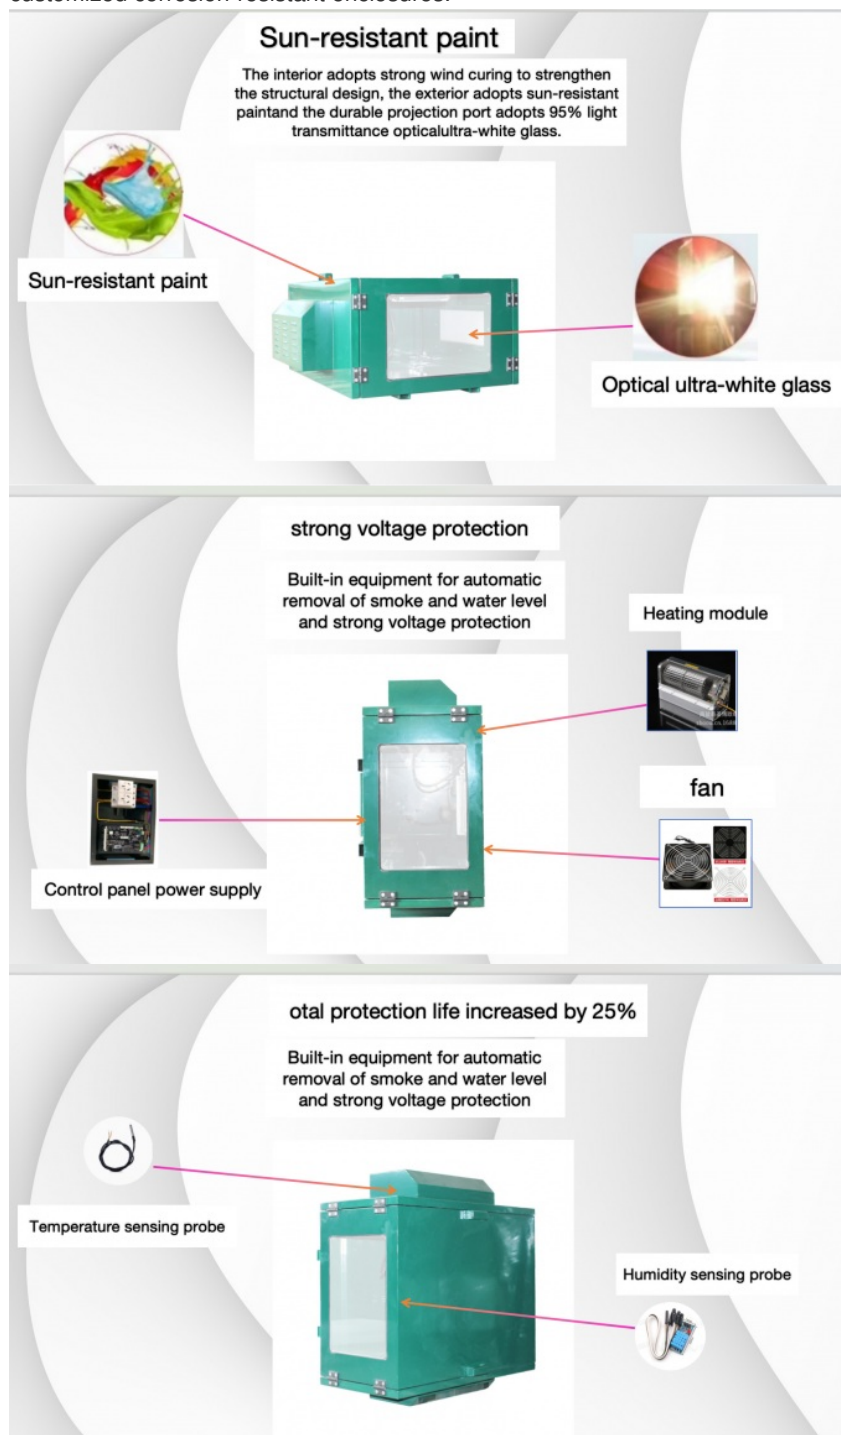 customized corrosion-resistant enclosures.
Sun-resistant paint
The interior adopts strong wind curing to strengthen
the structural design, the exterior adopts sun-resistant
paintand the durable projection port adopts 95% light
transmittance opticalultra-white glass.
Sun-resistant paint
Optical ultra-white glass
strong voltage protection
Built-in equipment for automatic
removal of smoke and water level
and strong voltage protection
Heating module
fan
Control panel power supply
otal protection life increased by 25%
Built-in equipment for automatic
removal of smoke and water level
and strong voltage protection
Temperature sensing probe
Humidity sensing probe